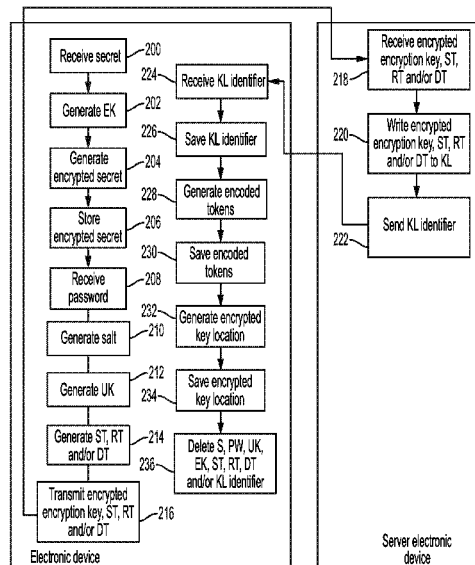 Receive secret
200
Generate EK
202
Generate
encrypted secret
204
Store
encrypted secret
206
Receive
password
208
Generate salt
210
Generate UK
212
Generate ST, RT
and/or DT
214
Transmit encrypted
encryption key, ST, RT
and/or DT
216
Electronic device
224
Receive KL identifier
226
Save KL identifier
228
Generate encoded
tokens
230
Save encoded
tokens
232
Generate encrypted
key location
Save encrypted
key location
234
Delete S, PW, UK,
EK, ST, RT, DT
and/or KL identifier
236
Receive encrypted
encryption key, ST,
RT and/or DT
218
220
Write encrypted
encryption key, ST, RT
and/or DT to KL
Send KL identifier
222
Server electronic
device